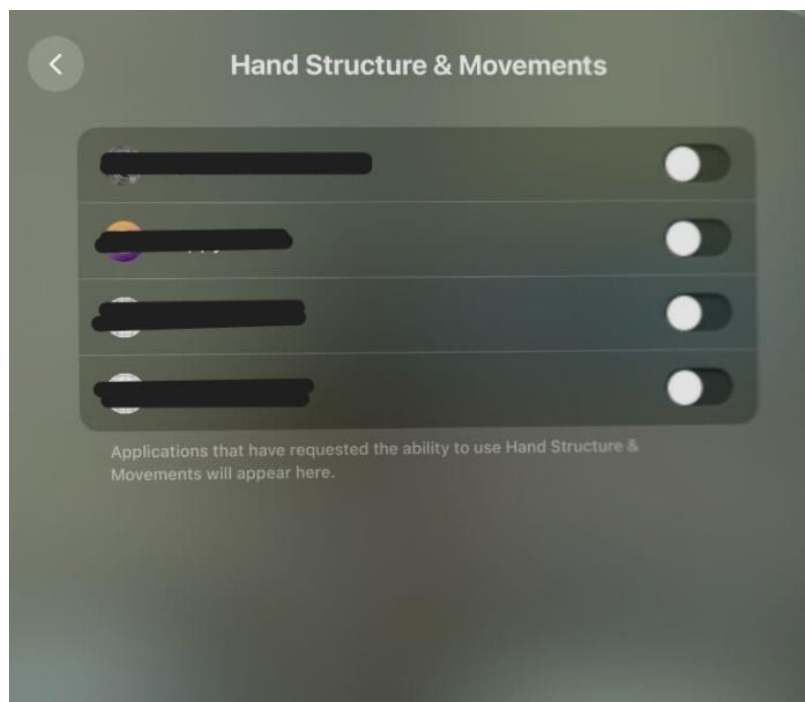 Hand Structure & Movements
Applications that have requested the ability to use Hand Structure &
Movements will appear here.